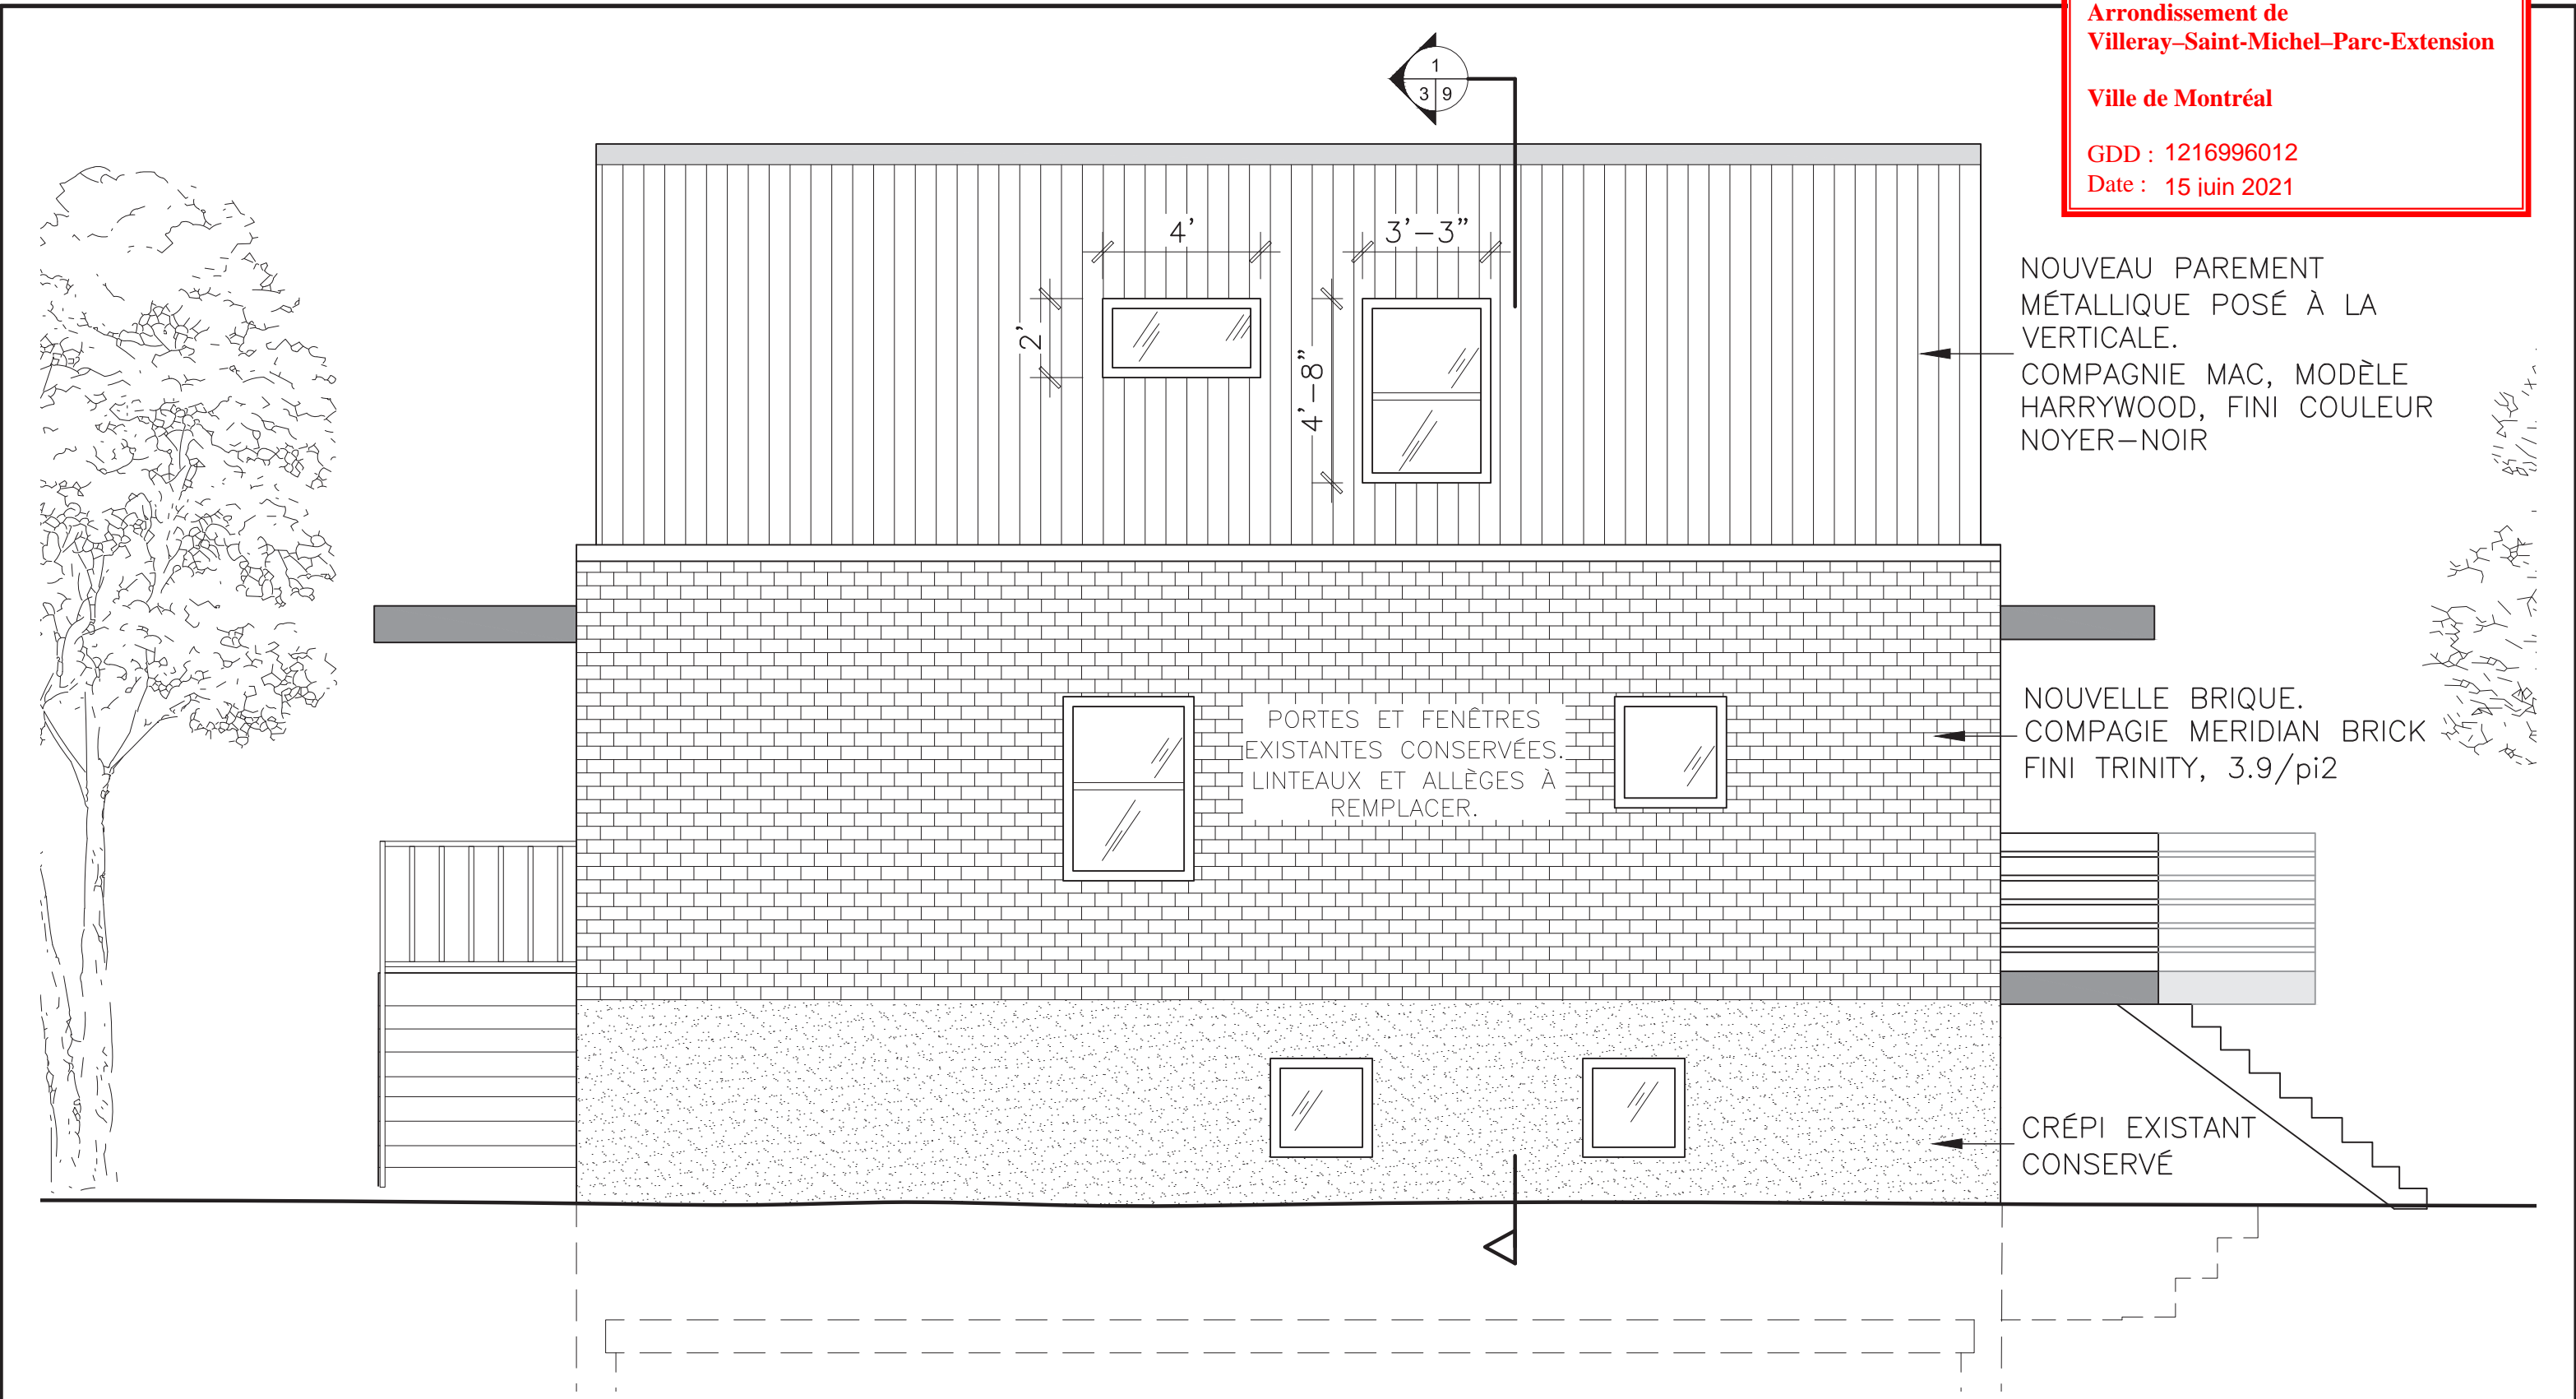 Arrondissement de
Villeray–Saint-Michel–Parc-Extension
Ville de Montréal
GDD : 1216996012
Date : 15 juin 2021
1
3 9
4'
3'-3"
2'
4'-8"
NOUVEAU PAREMENT
MÉTALLIQUE POSÉ À LA
VERTICALE.
COMPAGNIE MAC, MODÈLE
HARRYWOOD, FINI COULEUR
NOYER-NOIR
PORTES ET FENÊTRES
EXISTANTES CONSERVÉES.
LINTEAUX ET ALLÈGES À
REMPLACER.
NOUVELLE BRIQUE.
COMPAGIE MERIDIAN BRICK
FINI TRINITY, 3.9/pi2
CRÉPI EXISTANT
CONSERVÉ